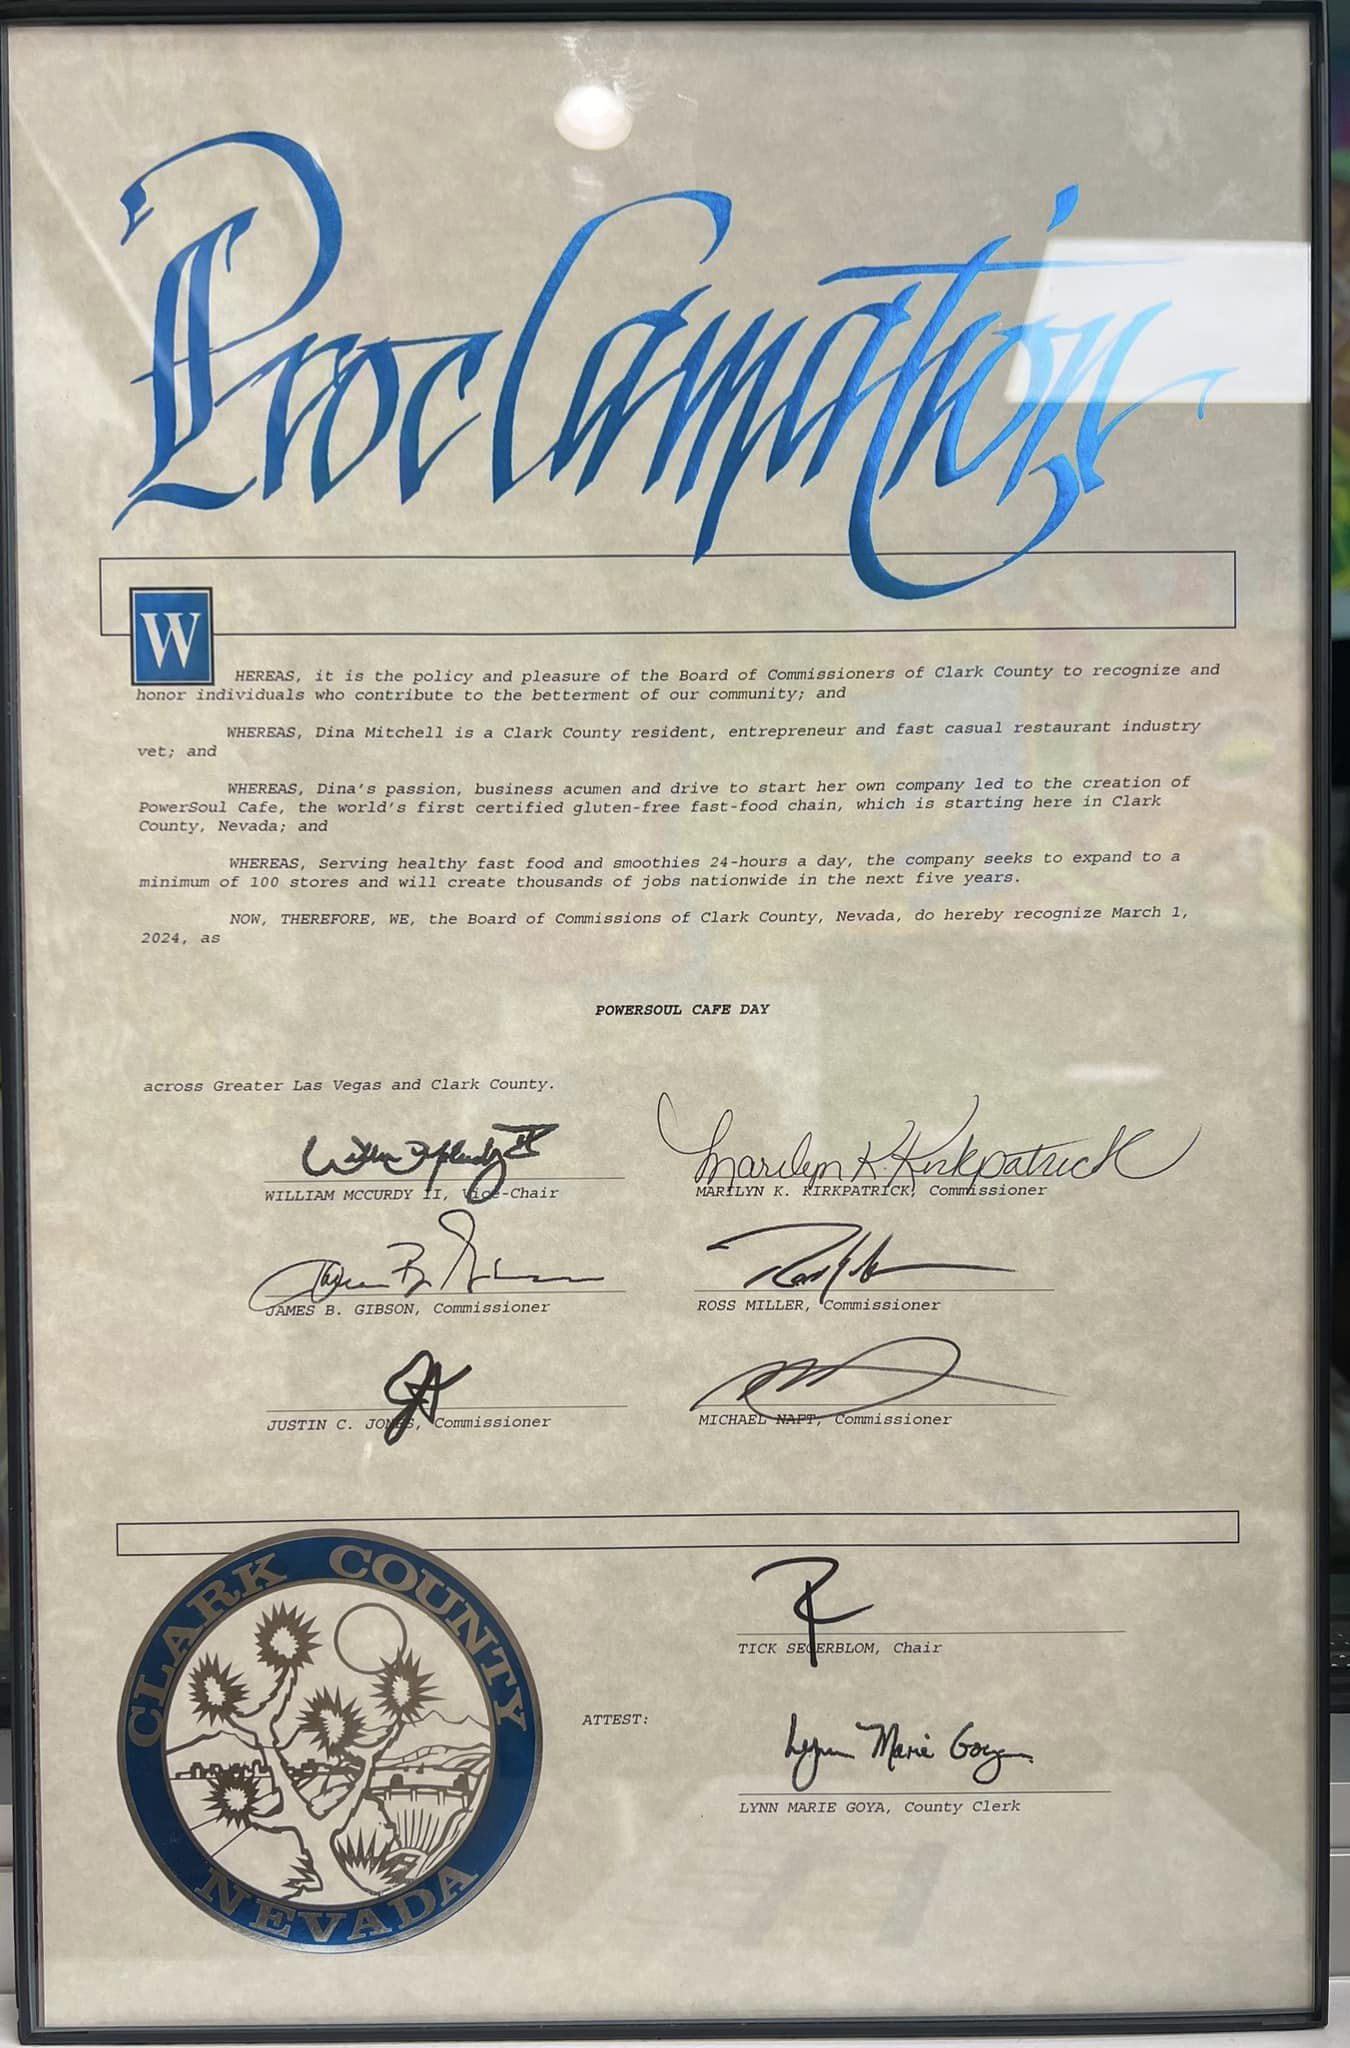 Proclamation
WHEREAS, it is the policy and pleasure of the Board of Commissioners of Clark County to recognize and
honor individuals who contribute to the betterment of our community; and
WHEREAS, Dina Mitchell is a Clark County resident, entrepreneur and fast casual restaurant industry
vet; and
WHEREAS, Dina's passion, business acumen and drive to start her own company led to the creation of
PowerSoul Cafe, the world's first certified gluten-free fast-food chain, which is starting here in Clark
County, Nevada; and
WHEREAS, Serving healthy fast food and smoothies 24-hours a day, the company seeks to expand to a
minimum of 100 stores and will create thousands of jobs nationwide in the next five years.
NOW, THEREFORE, WE, the Board of Commissions of Clark County, Nevada, do hereby recognize March 1,
2024, as
POWERSOUL CAFE DAY
across Greater Las Vegas and Clark County.
Marilyn K. Kirkpatrick
WILLIAM MCCURDY II, Vice-Chair
MARILYN K. KIRKPATRICK, Commissioner
James B. Gibson
JAMES B. GIBSON, Commissioner
ROSS MILLER, Commissioner
JUSTIN C. JONES, Commissioner
MICHAEL NAFT, Commissioner
CLARK COUNTY
NEVADA
TICK SEGERBLOM, Chair
ATTEST:
Lynn Marie Goya
LYNN MARIE GOYA, County Clerk